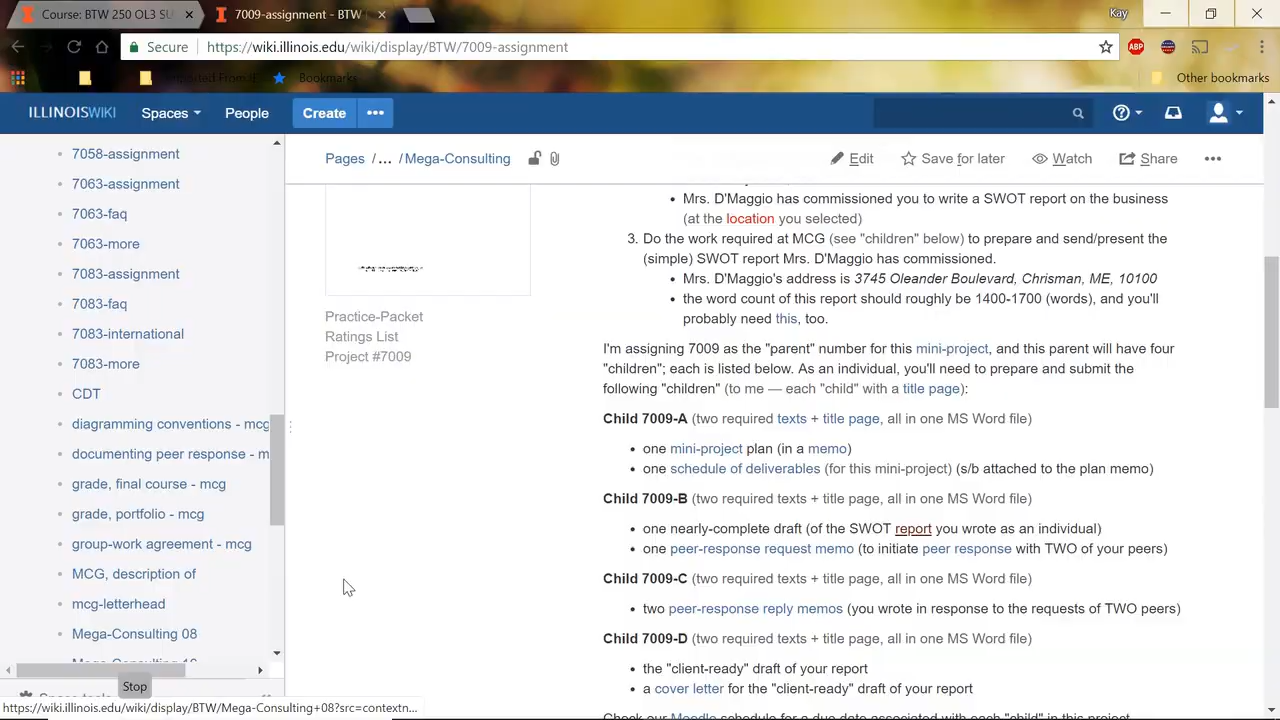 Course: BTW 250 OL3 SU
7009-assignment - BTW
Kay
Secure
https://wiki.illinois.edu/wiki/display/BTW/7009-assignment
ABP
Bookmarks
Other bookmarks
ILLINOISWIKI
Spaces
People
Create
Pages / ... / Mega-Consulting
Edit
Save for later
Watch
Share
7058-assignment
7063-assignment
7063-faq
7063-more
7083-assignment
7083-faq
7083-international
7083-more
CDT
diagramming conventions - mcg
documenting peer response - m
grade, final course - mcg
grade, portfolio - mcg
group-work agreement - mcg
MCG, description of
mcg-letterhead
Mega-Consulting 08
Stop
https://wiki.illinois.edu/wiki/display/BTW/Mega-Consulting+08?src=contextn...
Practice-Packet
Ratings List
Project #7009
• Mrs. D'Maggio has commissioned you to write a SWOT report on the business
(at the location you selected)
3. Do the work required at MCG (see "children" below) to prepare and send/present the
(simple) SWOT report Mrs. D'Maggio has commissioned.
• Mrs. D'Maggio's address is 3745 Oleander Boulevard, Chrisman, ME, 10100
• the word count of this report should roughly be 1400-1700 (words), and you'll
probably need this, too.
I'm assigning 7009 as the "parent" number for this mini-project, and this parent will have four
"children"; each is listed below. As an individual, you'll need to prepare and submit the
following "children" (to me — each "child" with a title page):
Child 7009-A (two required texts + title page, all in one MS Word file)
• one mini-project plan (in a memo)
• one schedule of deliverables (for this mini-project) (s/b attached to the plan memo)
Child 7009-B (two required texts + title page, all in one MS Word file)
• one nearly-complete draft (of the SWOT report you wrote as an individual)
• one peer-response request memo (to initiate peer response with TWO of your peers)
Child 7009-C (two required texts + title page, all in one MS Word file)
• two peer-response reply memos (you wrote in response to the requests of TWO peers)
Child 7009-D (two required texts + title page, all in one MS Word file)
• the "client-ready" draft of your report
• a cover letter for the "client-ready" draft of your report
Check our Moodle schedule for a due date associated with each "child" in this project